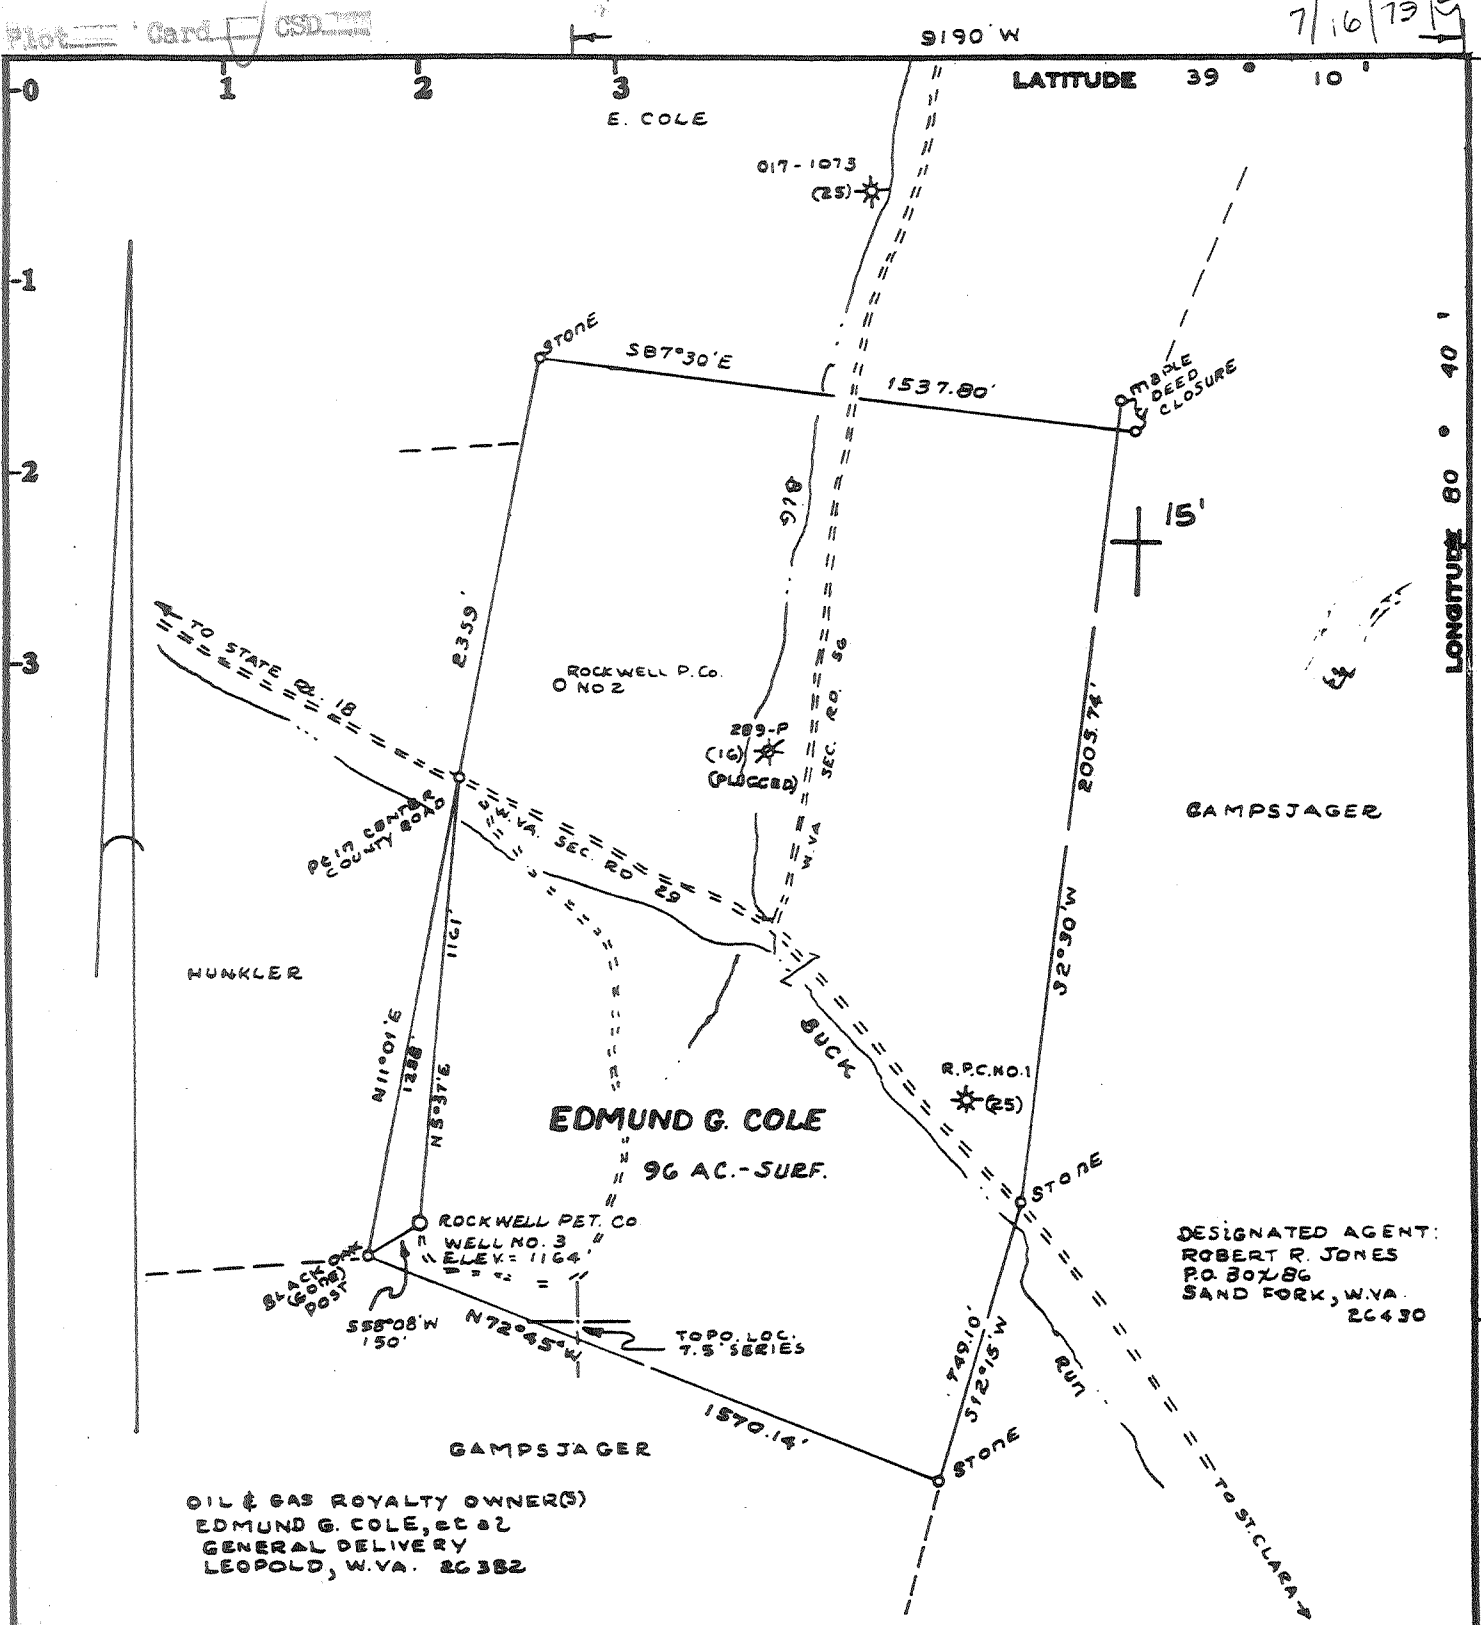 Plot Card CSD
7/16/73
9190' W
0
1
2
3
LATITUDE 39° 10'
E. COLE
017-1073
(25)
-1
STONE
S87°30'E
1537.80'
MAPLE
DEED
CLOSURE
LONGITUDE 80° 40'
-2
BIG
15'
2359'
TO STATE Rt. 18
-3
ROCKWELL P. Co.
NO 2
289-P
(16)
(PLUGGED)
W.VA SEC. RD. 56
2003.74'
GAMPSJAGER
Pt in CENTER
COUNTY ROAD
W.VA. SEC. RD 29
1161'
S2°30'W
HUNKLER
N11°01'E
1288'
N5°37'E
BUCK
R.P.C. NO.1
(25)
EDMUND G. COLE
96 AC.-SURF.
STONE
ROCKWELL PET. CO
WELL NO. 3
ELEV = 1164'
BLACK O
(GONE)
POST
S58°08'W
150'
N72°45'W
TOPO. LOC.
7.5' SERIES
DESIGNATED AGENT:
ROBERT R. JONES
P.O. BOX 86
SAND FORK, W.VA.
26430
749.10'
S12°15'W
RUN
1570.14'
STONE
GAMPSJAGER
OIL & GAS ROYALTY OWNER(S)
EDMUND G. COLE, et al
GENERAL DELIVERY
LEOPOLD, W.VA. 26382
TO ST. CLARA